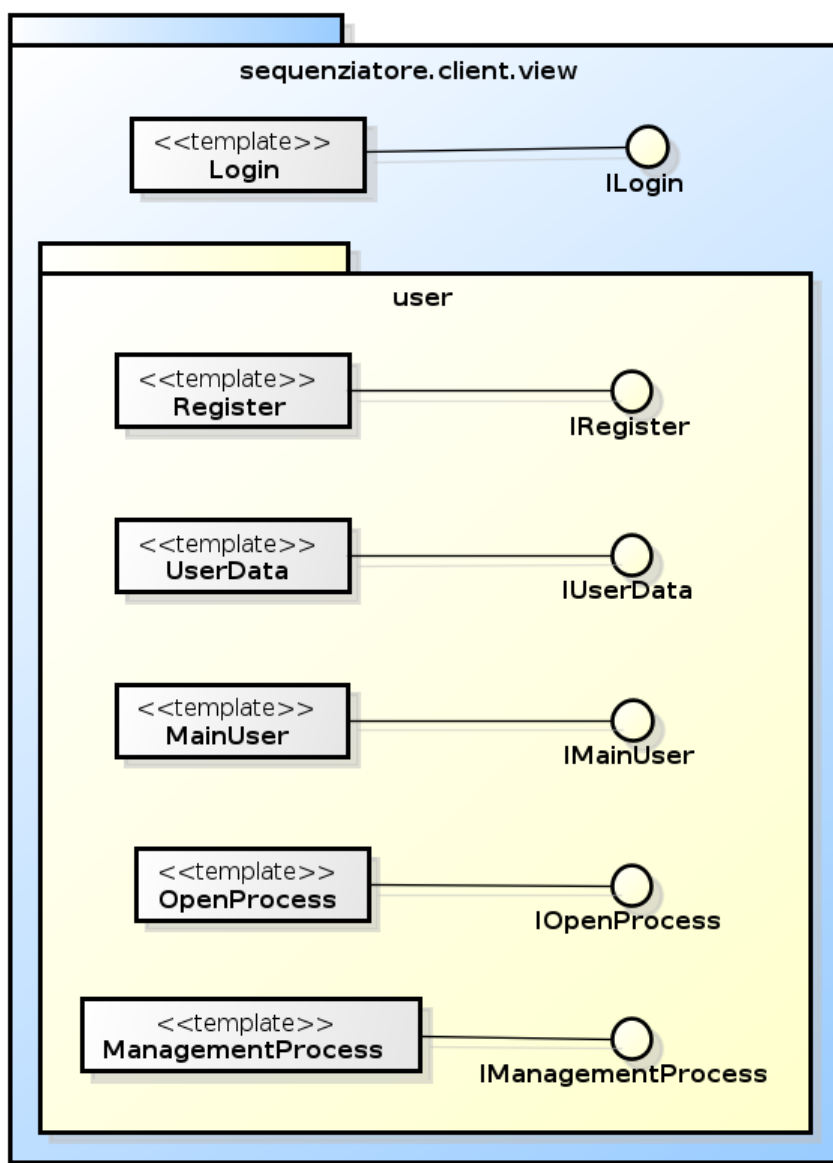 sequenziatore.client.view
<<template>>
Login
ILogin
user
<<template>>
Register
IRegister
<<template>>
UserData
IUserData
<<template>>
MainUser
IMainUser
<<template>>
OpenProcess
IOpenProcess
<<template>>
ManagementProcess
IManagementProcess